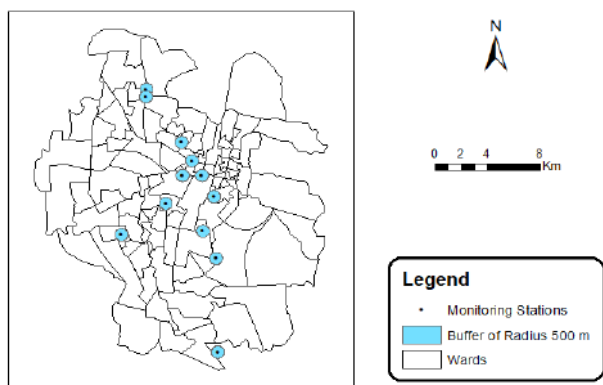 N
0 2 4 8
Km
Legend
Monitoring Stations
Buffer of Radius 500 m
Wards